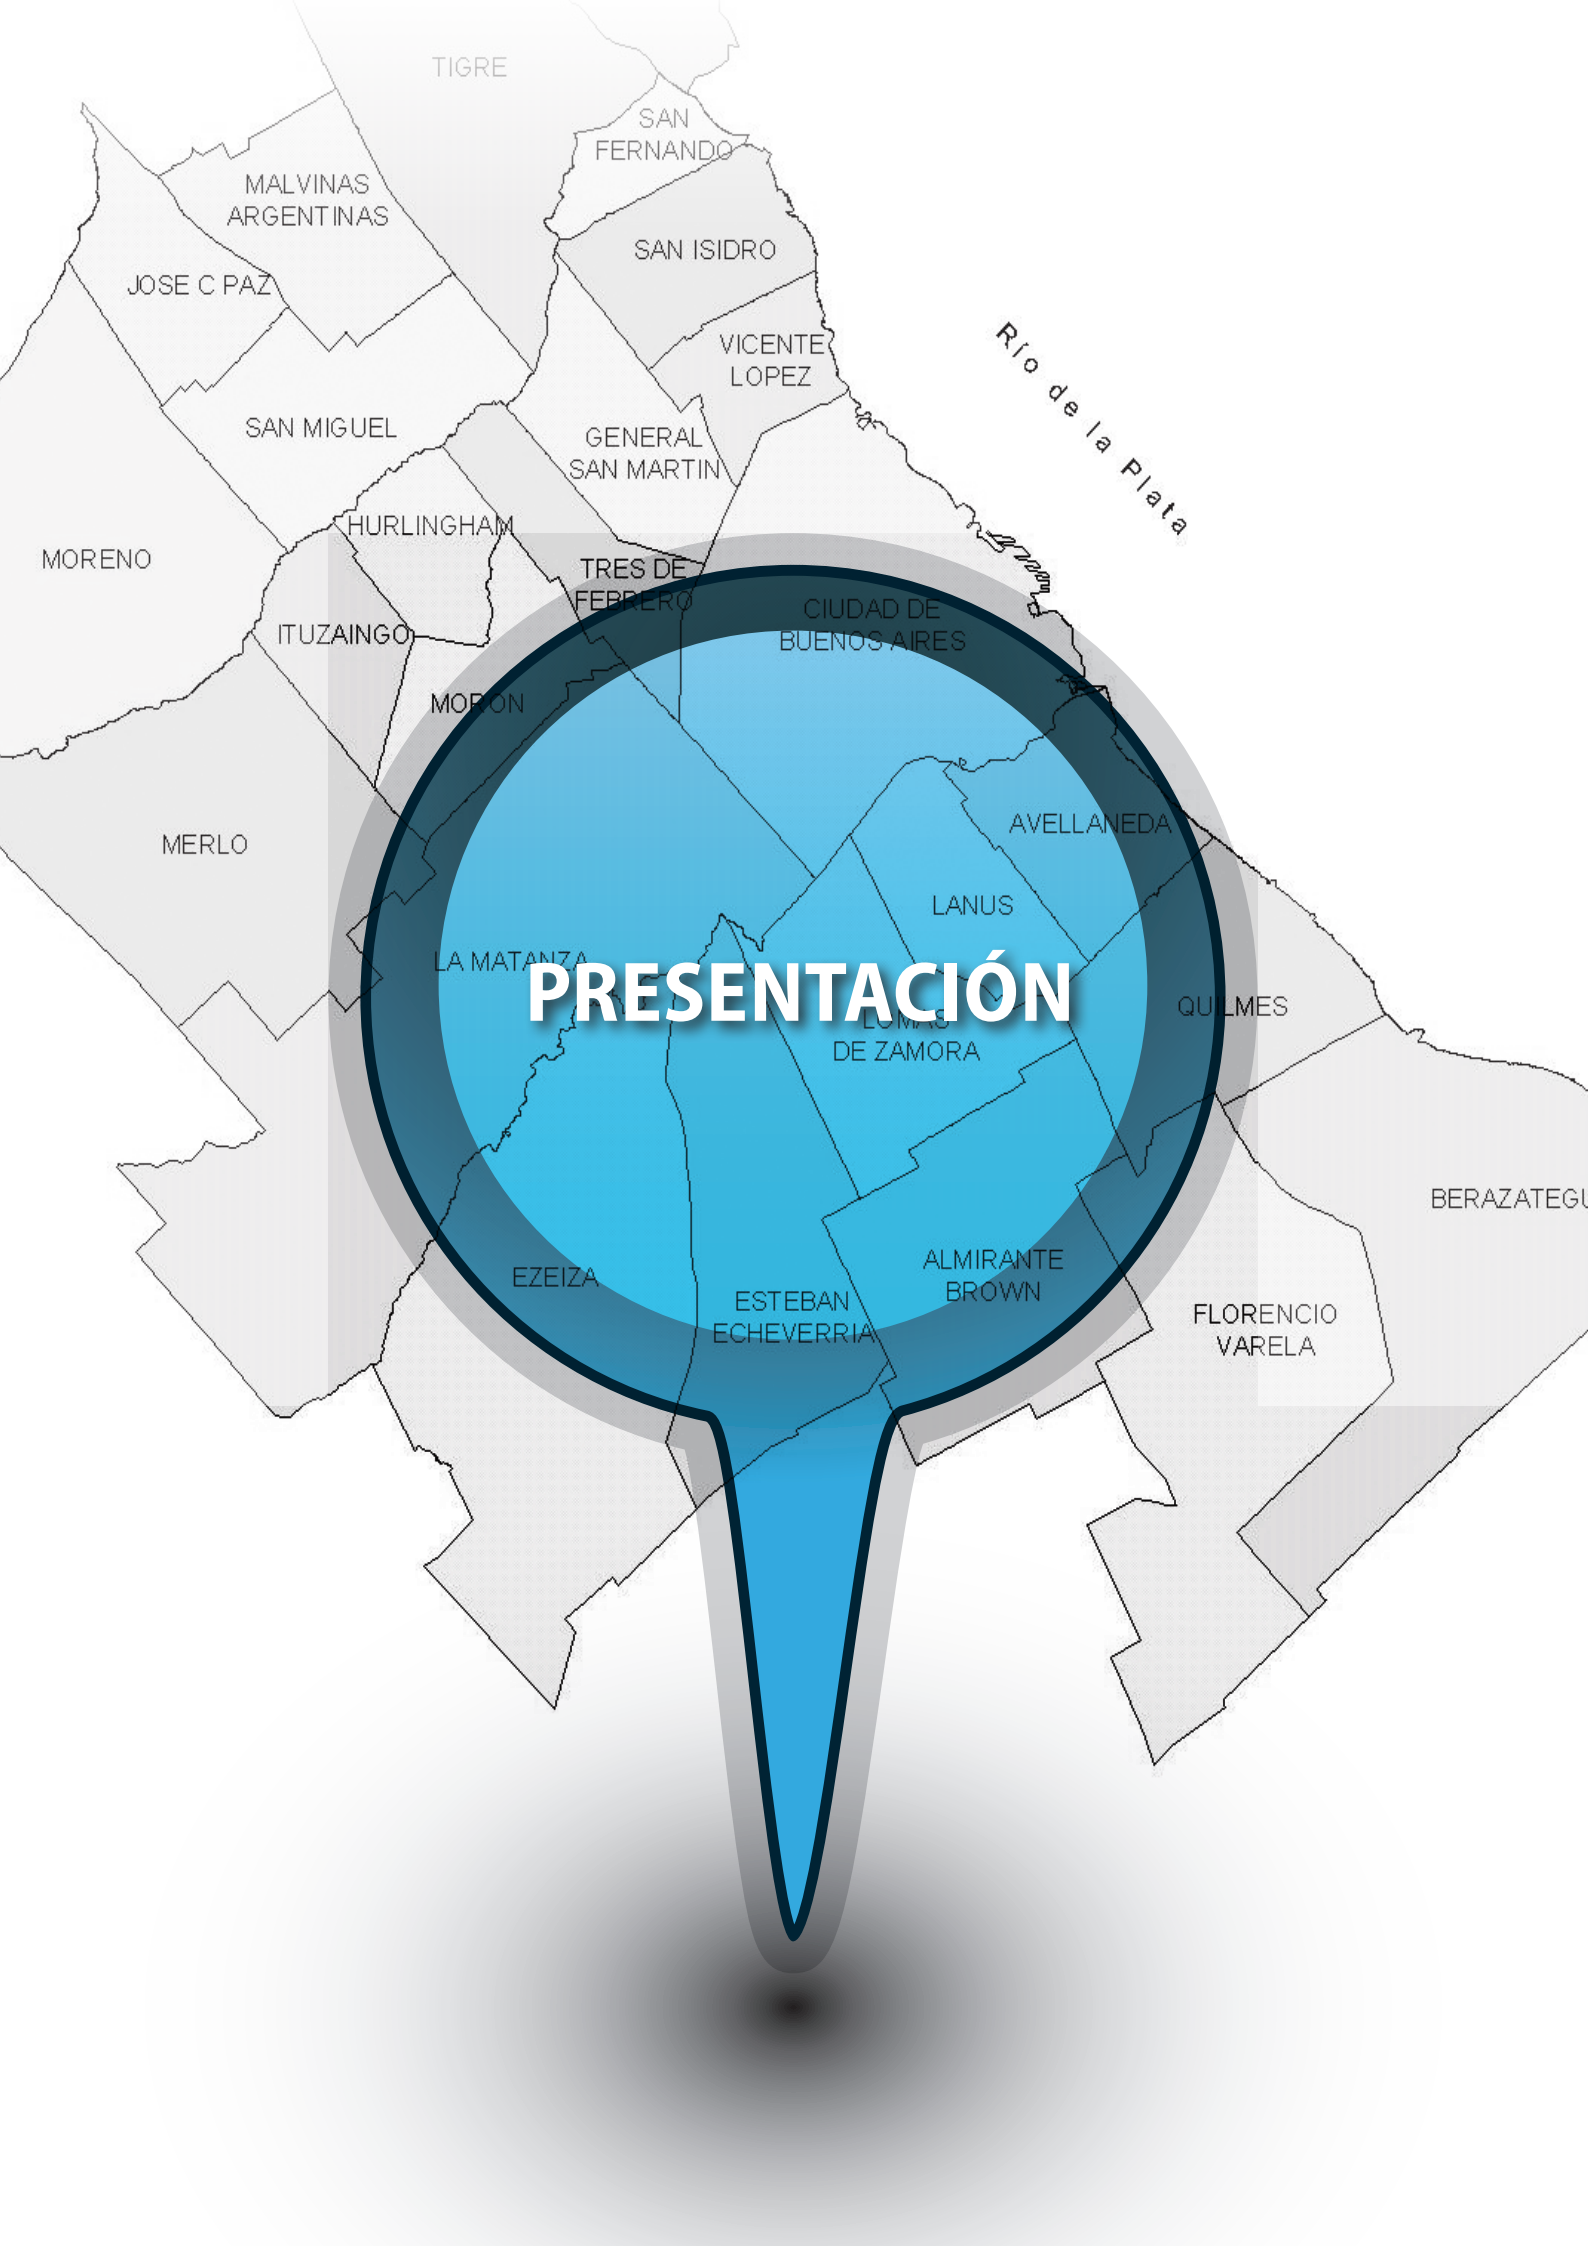 TIGRE
SAN
FERNANDO
MALVINAS
ARGENTINAS
SAN ISIDRO
JOSE C PAZ
VICENTE
LOPEZ
Río de la Plata
SAN MIGUEL
GENERAL
SAN MARTIN
HURLINGHAM
MORENO
TRES DE
FEBRERO
CIUDAD DE
BUENOS AIRES
ITUZAINGO
MORON
MERLO
AVELLANEDA
LANUS
LA MATANZA
PRESENTACIÓN
QUILMES
LOMAS
DE ZAMORA
BERAZATEGU
EZEIZA
ALMIRANTE
BROWN
ESTEBAN
ECHEVERRIA
FLORENCIO
VARELA